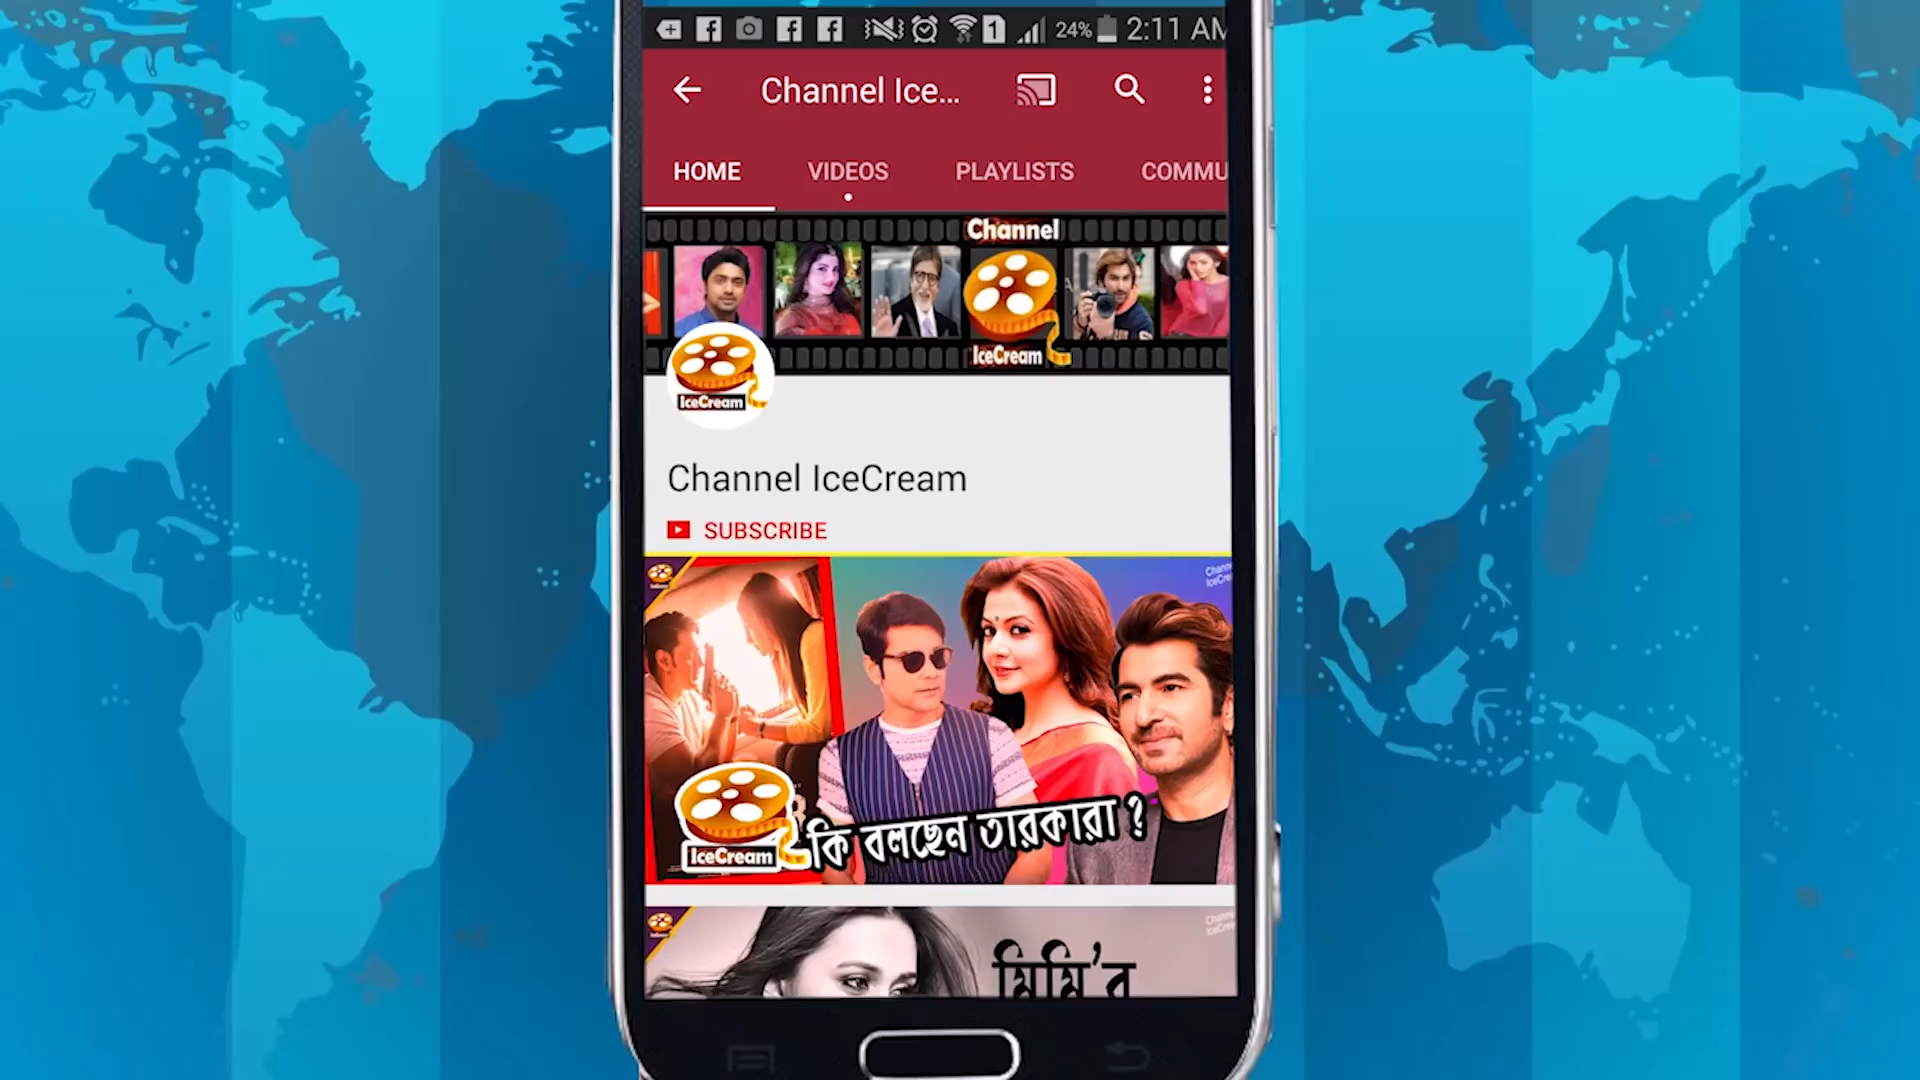 24% 2:11 AM
Channel Ice...
HOME VIDEOS PLAYLISTS COMMU
Channel
IceCream
IceCream
Channel IceCream
SUBSCRIBE
IceCream
কি বলছেন তারকারা ?
মিমি'র